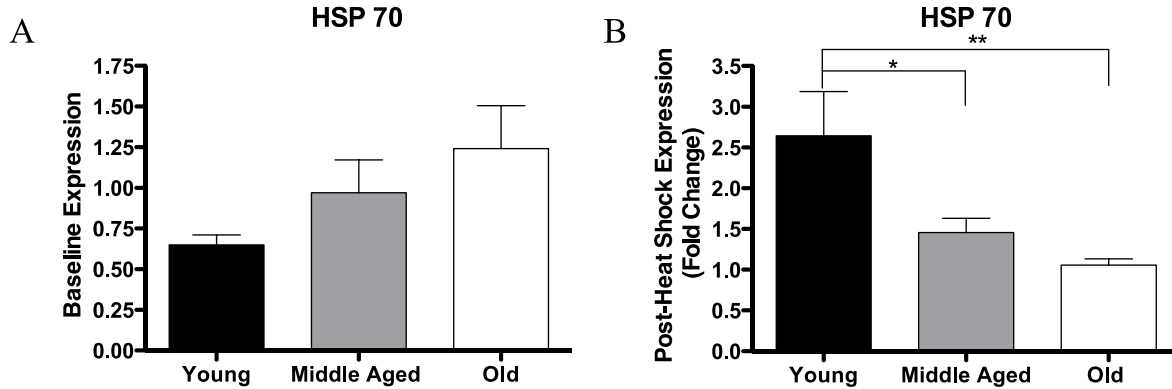 A
HSP 70
Baseline Expression
1.75
1.50
1.25
1.00
0.75
0.50
0.25
0.00
Young Middle Aged Old
B
HSP 70
Post-Heat Shock Expression
(Fold Change)
**
*
3.5
3.0
2.5
2.0
1.5
1.0
0.5
0.0
Young Middle Aged Old